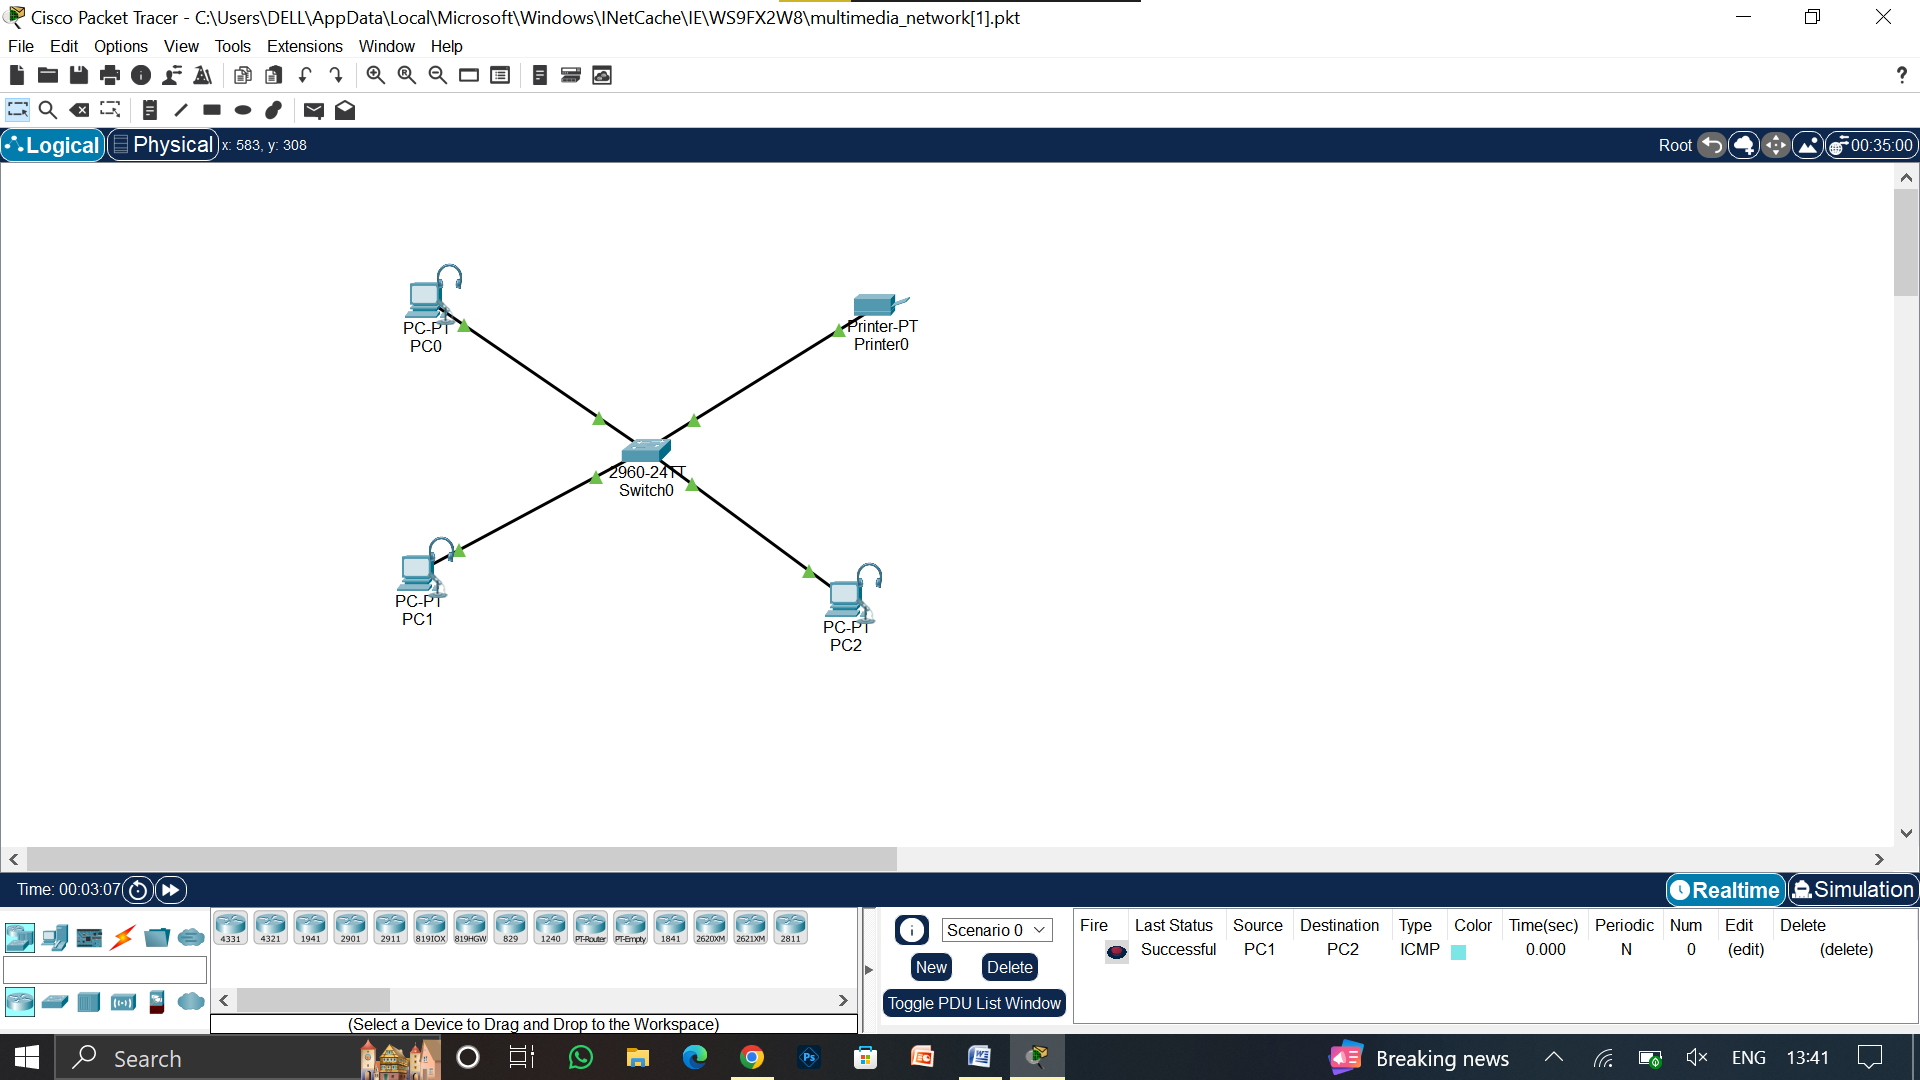 Cisco Packet Tracer - C:\Users\DELL\AppData\Local\Microsoft\Windows\INetCache\IE\WS9FX2W8\multimedia_network[1].pkt
File Edit Options View Tools Extensions Window Help
?
Logical Physical x: 583, y: 308 Root 00:35:00
PC-PT
PC0
Printer-PT
Printer0
2960-24TT
Switch0
PC-PT
PC1
PC-PT
PC2
Time: 00:03:07 Realtime Simulation
4331 4321 1941 2901 2911 819IOX 819HGW 829 1240 PT-Router PT-Empty 1841 2620XM 2621XM 2811
(Select a Device to Drag and Drop to the Workspace)
Scenario 0
New Delete
Toggle PDU List Window
Fire Last Status Source Destination Type Color Time(sec) Periodic Num Edit Delete
Successful PC1 PC2 ICMP 0.000 N 0 (edit) (delete)
Search Breaking news ENG 13:41